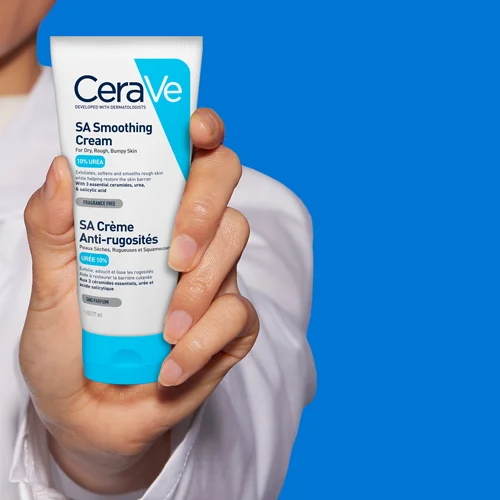 CeraVe
DEVELOPED WITH DERMATOLOGISTS
SA Smoothing
Cream
For Dry, Rough, Bumpy Skin
10% UREA
Exfoliates, softens and smooths rough skin
while helping restore the skin barrier
With 3 essential ceramides, urea,
& salicylic acid
FRAGRANCE FREE
SA Crème
Anti-rugosités
Peaux Sèches, Rugueuses et Squameuses
URÉE 10%
Exfolie, adoucit et lisse les rugosités
Aide à restaurer la barrière cutanée
Avec 3 céramides essentiels, urée et
acide salicylique
SANS PARFUM